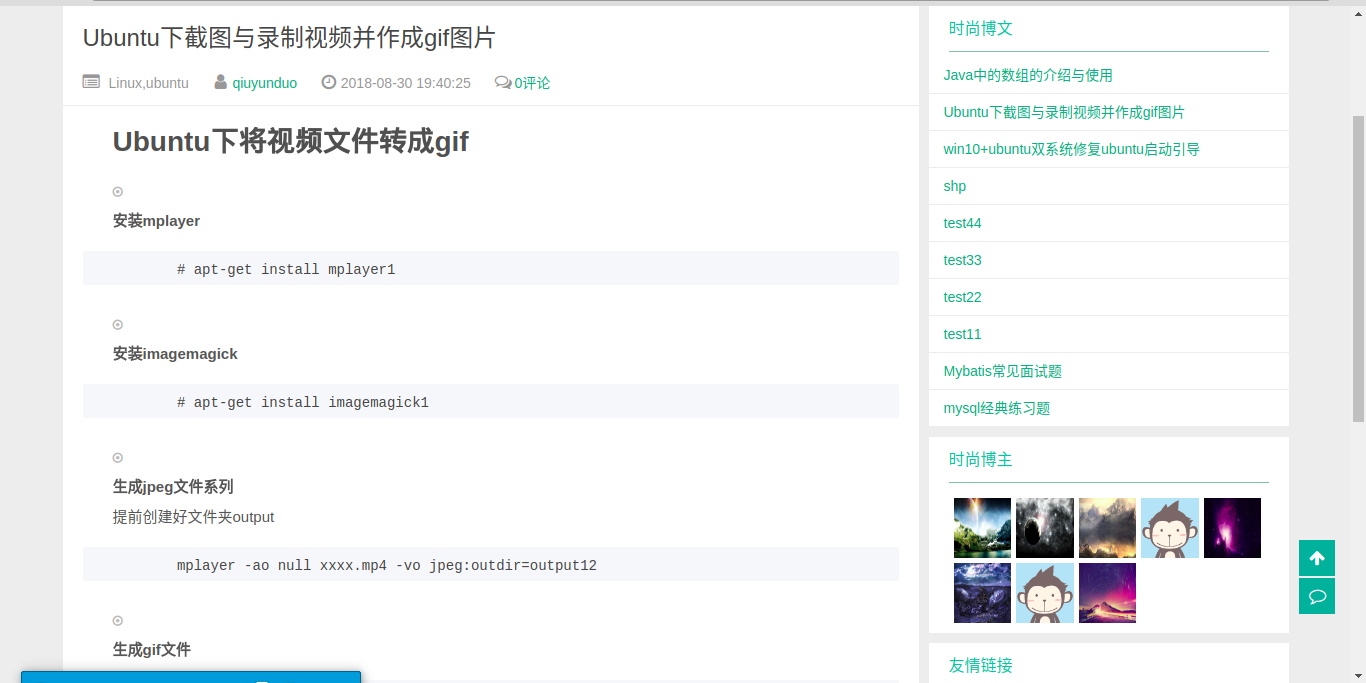 Ubuntu下截图与录制视频并作成gif图片
Linux,ubuntu qiuyunduo 2018-08-30 19:40:25 0评论
Ubuntu下将视频文件转成gif
安装mplayer
# apt-get install mplayer1
安装imagemagick
# apt-get install imagemagick1
生成jpeg文件系列
提前创建好文件夹output
mplayer -ao null xxxx.mp4 -vo jpeg:outdir=output12
生成gif文件
时尚博文
Java中的数组的介绍与使用
Ubuntu下截图与录制视频并作成gif图片
win10+ubuntu双系统修复ubuntu启动引导
shp
test44
test33
test22
test11
Mybatis常见面试题
mysql经典练习题
时尚博主
友情链接